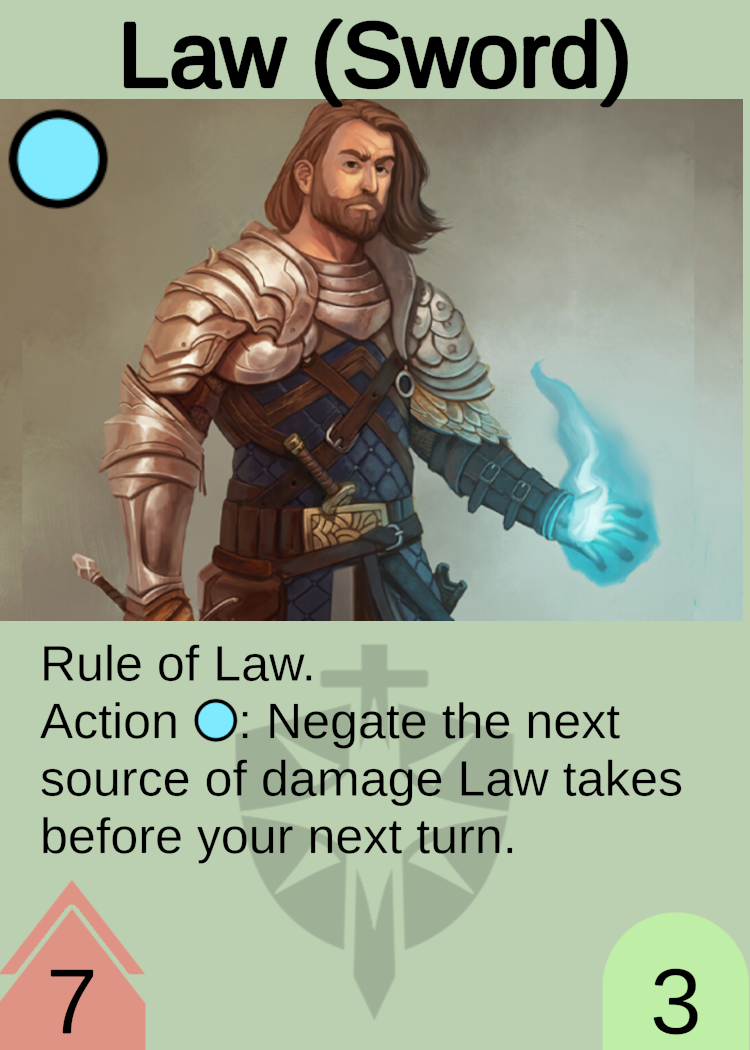 Law (Sword)
Rule of Law.
Action : Negate the next
source of damage Law takes
before your next turn.
7
3